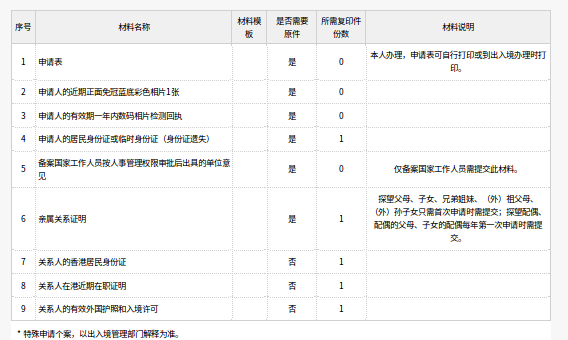 序号 材料名称 材料模板 是否需要原件 所需复印件份数 材料说明
1 申请表 是 0 本人办理，申请表可自行打印或到出入境办理时打印。
2 申请人的近期正面免冠蓝底彩色相片1张 是 0
3 申请人的有效期一年内数码相片检测回执 是 0
4 申请人的居民身份证或临时身份证（身份证遗失） 是 1
5 备案国家工作人员按人事管理权限审批后出具的单位意见 是 0 仅备案国家工作人员需提交此材料。
6 亲属关系证明 是 1 探望父母、子女、兄弟姐妹、（外）祖父母、（外）孙子女只需首次申请时需提交；探望配偶、配偶的父母、子女的配偶每年第一次申请时需提交。
7 关系人的香港居民身份证 否 1
8 关系人在港近期在职证明 否 1
9 关系人的有效外国护照和入境许可 否 1
* 特殊申请个案，以出入境管理部门解释为准。